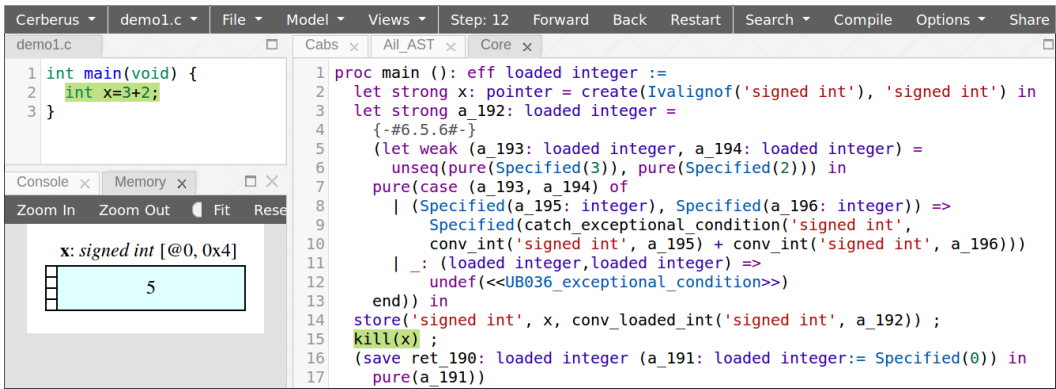 Cerberus demo1.c File Model Views Step: 12 Forward Back Restart Search Compile Options Share
demo1.c
1 int main(void) {
2   int x=3+2;
3 }
Console x Memory x
Zoom In Zoom Out Fit Rese
x: signed int [@0, 0x4]
5
Cabs x Ail_AST x Core x
1 proc main (): eff loaded integer :=
2   let strong x: pointer = create(Ivalignof('signed int'), 'signed int') in
3   let strong a_192: loaded integer =
4     {-#6.5.6#-}
5     (let weak (a_193: loaded integer, a_194: loaded integer) =
6       unseq(pure(Specified(3)), pure(Specified(2))) in
7     pure(case (a_193, a_194) of
8       | (Specified(a_195: integer), Specified(a_196: integer)) =>
9           Specified(catch_exceptional_condition('signed int',
10           conv_int('signed int', a_195) + conv_int('signed int', a_196)))
11       | _: (loaded integer,loaded integer) =>
12           undef(<<UB036_exceptional_condition>>)
13     end)) in
14   store('signed int', x, conv_loaded_int('signed int', a_192)) ;
15   kill(x) ;
16   (save ret_190: loaded integer (a_191: loaded integer:= Specified(0)) in
17     pure(a_191))